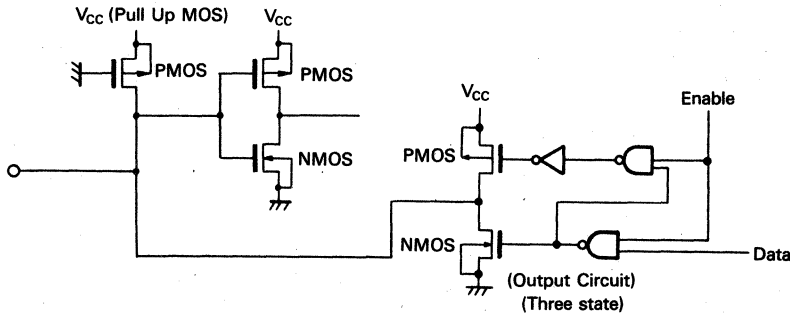 VCC (Pull Up MOS)
VCC
PMOS
PMOS
VCC
Enable
PMOS
NMOS
NMOS
Data
(Output Circuit)
(Three state)